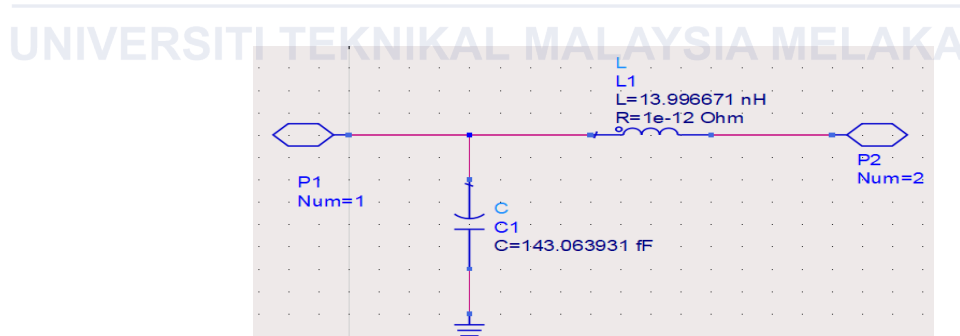 UNIVERSITI TEKNIKAL MALAYSIA MELAKA
L
L1
L=13.996671 nH
R=1e-12 Ohm
P1
Num=1
P2
Num=2
C
C1
C=143.063931 fF